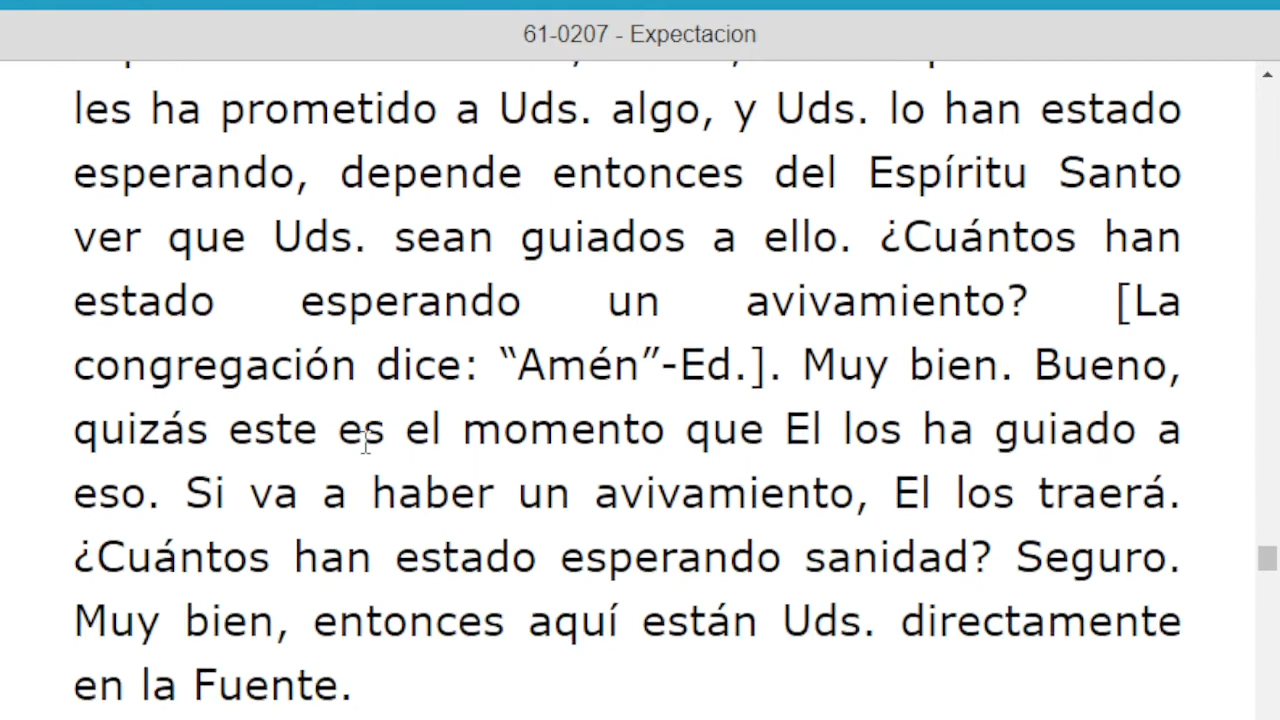 61-0207 - Expectacion
les ha prometido a Uds. algo, y Uds. lo han estado
esperando, depende entonces del Espíritu Santo
ver que Uds. sean guiados a ello. ¿Cuántos han
estado esperando un avivamiento? [La
congregación dice: “Amén”-Ed.]. Muy bien. Bueno,
quizás este es el momento que El los ha guiado a
eso. Si va a haber un avivamiento, El los traerá.
¿Cuántos han estado esperando sanidad? Seguro.
Muy bien, entonces aquí están Uds. directamente
en la Fuente.